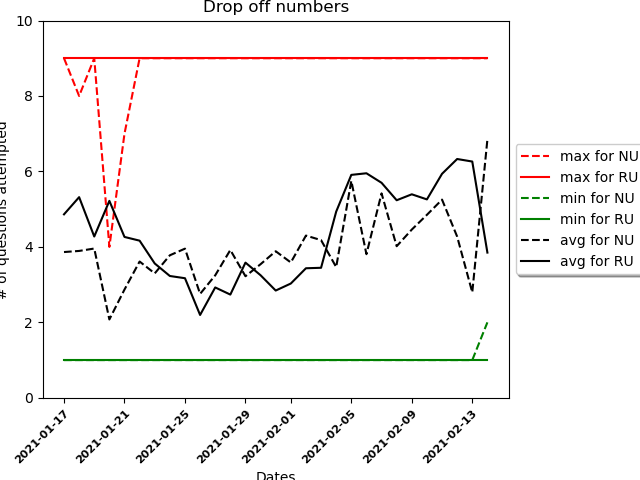 Drop off numbers
# of questions attempted
10
8
6
4
2
0
2021-01-17
2021-01-21
2021-01-25
2021-01-29
2021-02-01
2021-02-05
2021-02-09
2021-02-13
Dates
max for NU
max for RU
min for NU
min for RU
avg for NU
avg for RU